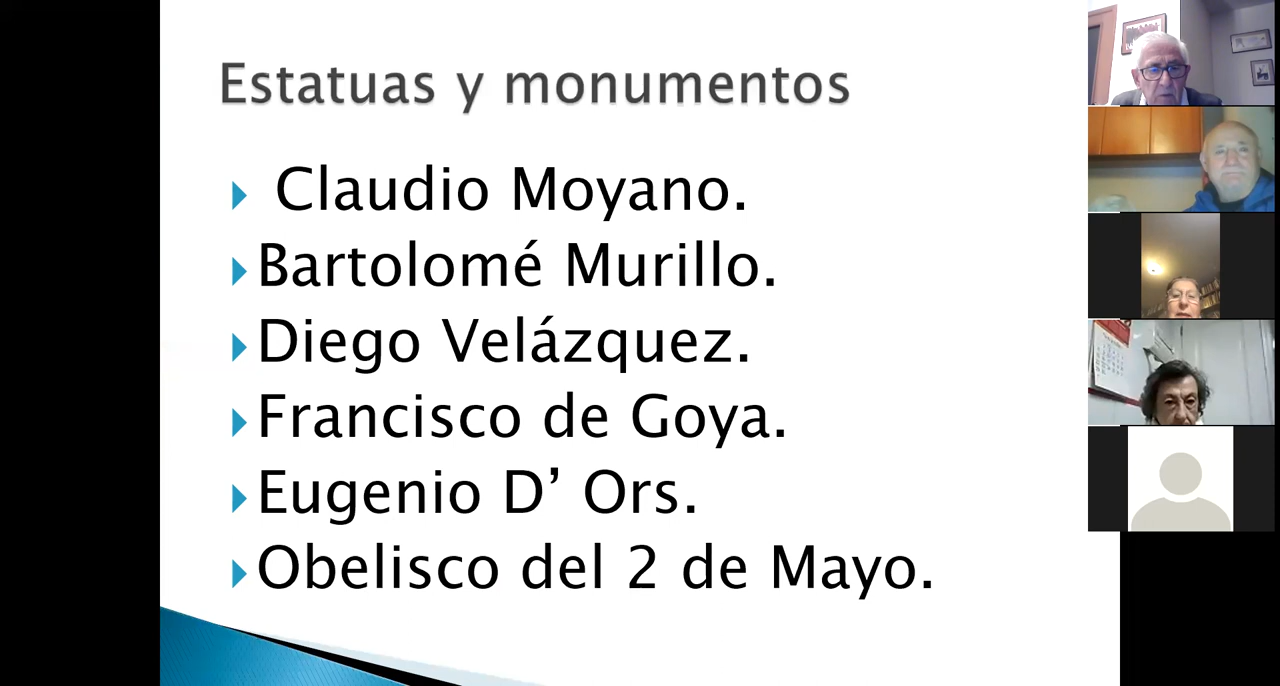 Estatuas y monumentos
Claudio Moyano.
Bartolomé Murillo.
Diego Velázquez.
Francisco de Goya.
Eugenio D’ Ors.
Obelisco del 2 de Mayo.